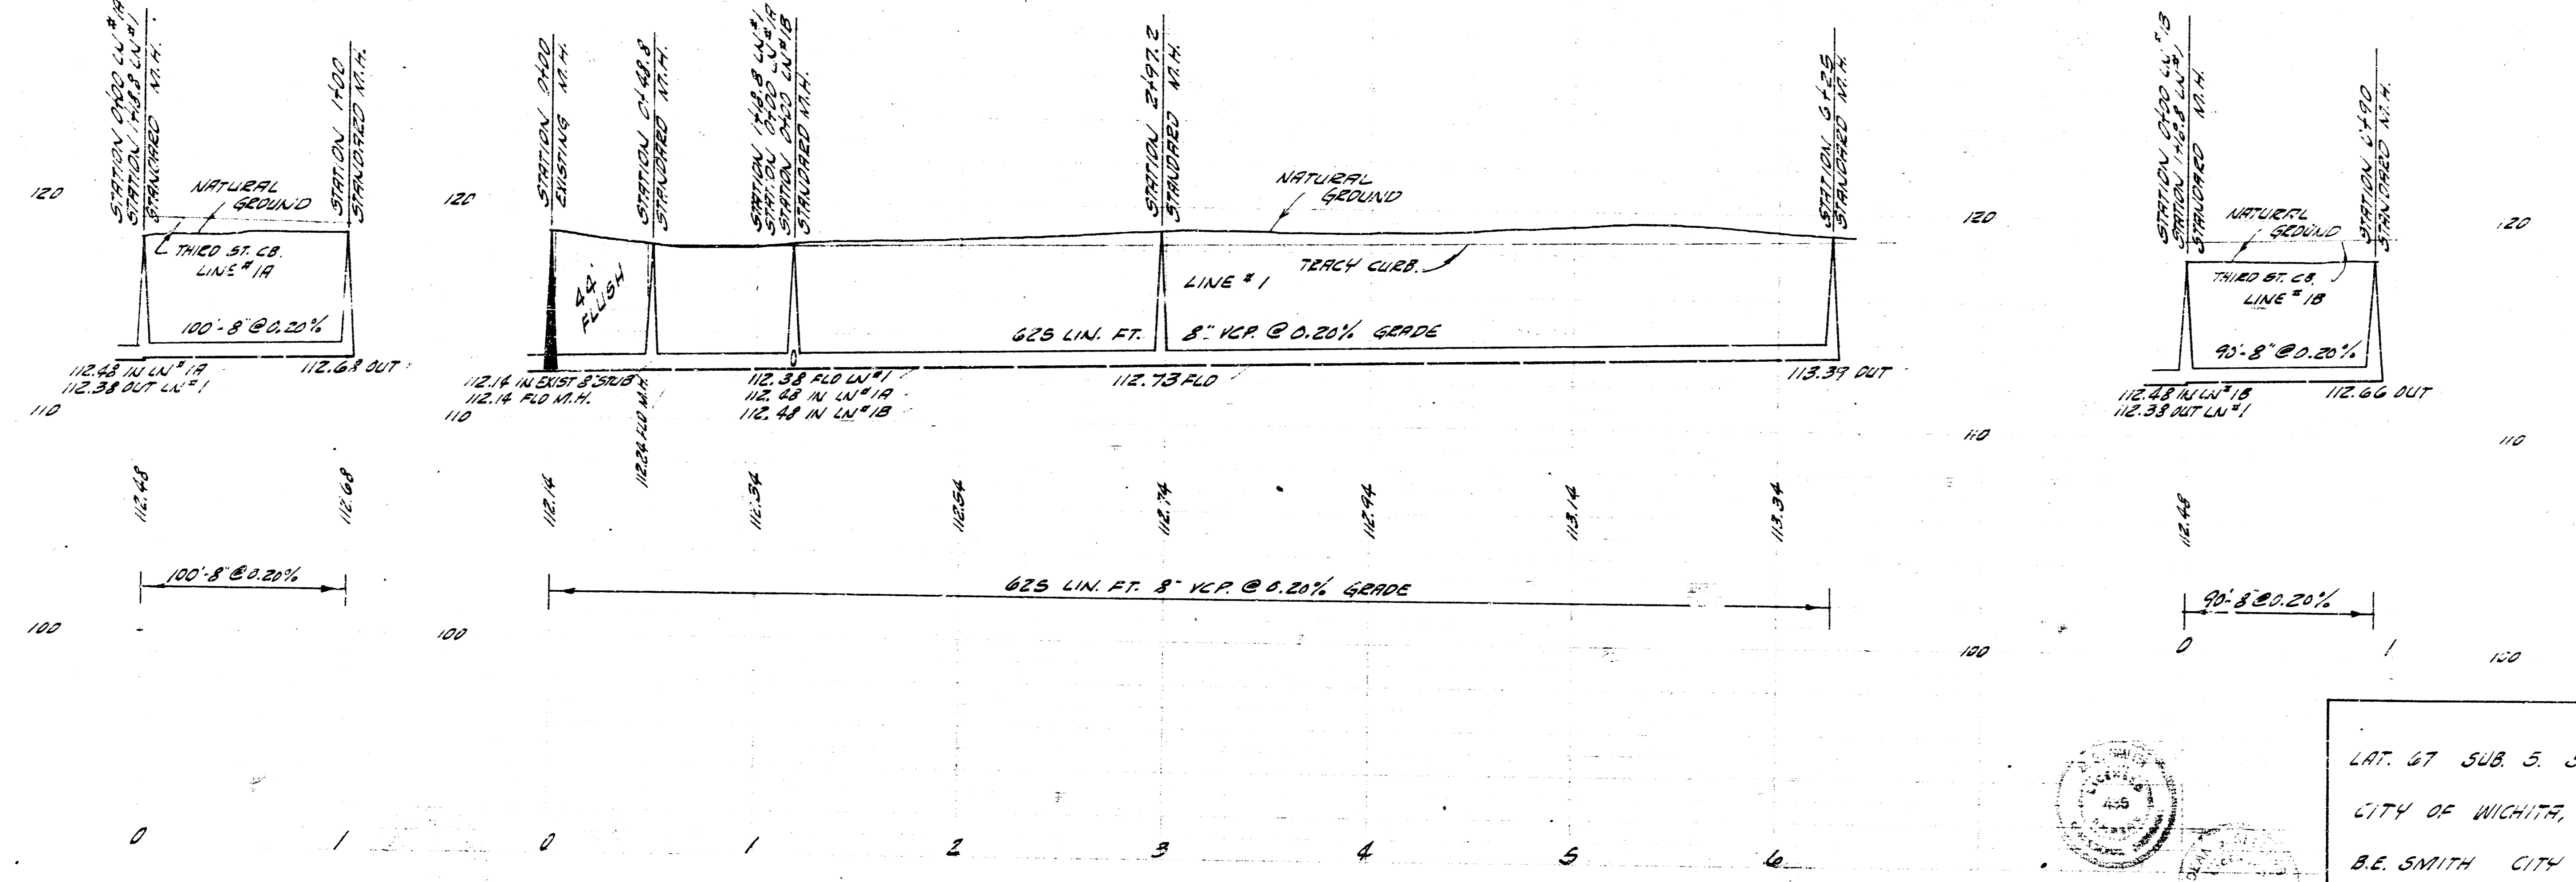 STATION 0+00 LN#1A
STATION 1+18.8 LN#1
STANDARD M.H.
STATION 1+00
STANDARD M.H.
120
NATURAL
GROUND
THIRD ST. CB.
LINE #1A
100'-8" @ 0.20%
112.48 IN LN#1A
112.38 OUT LN#1
112.68 OUT
110
112.48
112.68
100'-8" @ 0.20%
100
0
1
STATION 0+00
EXISTING M.H.
STATION 0+48.8
STANDARD M.H.
STATION 1+18.8 LN#1
STATION 0+00 LN#1A
STATION 0+00 LN#1B
STANDARD M.H.
STATION 2+97.2
STANDARD M.H.
STATION 6+25
STANDARD M.H.
120
NATURAL
GROUND
120
44'
FLUSH
TRACY CURB.
LINE #1
625 LIN. FT. 8" VCP. @ 0.20% GRADE
112.14 IN EXIST 8" STUB
112.14 FLO M.H.
112.24 FLO M.H.
112.38 FLO LN#1
112.48 IN LN#1A
112.48 IN LN#1B
112.73 FLO
113.39 OUT
110
110
112.14
112.34
112.54
112.74
112.94
113.14
113.34
625 LIN. FT. 8" VCP. @ 0.20% GRADE
100
100
0
1
2
3
4
5
6
STATION 0+00 LN#1B
STATION 1+18.8 LN#1
STANDARD M.H.
STATION 0+90
STANDARD M.H.
NATURAL
GROUND
120
THIRD ST. CB.
LINE #1B
90'-8" @ 0.20%
112.48 IN LN#1B
112.38 OUT LN#1
112.66 OUT
110
112.48
90'-8" @ 0.20%
0
1
100
LAT. 67 SUB. 5.
CITY OF WICHITA,
B.E. SMITH CITY